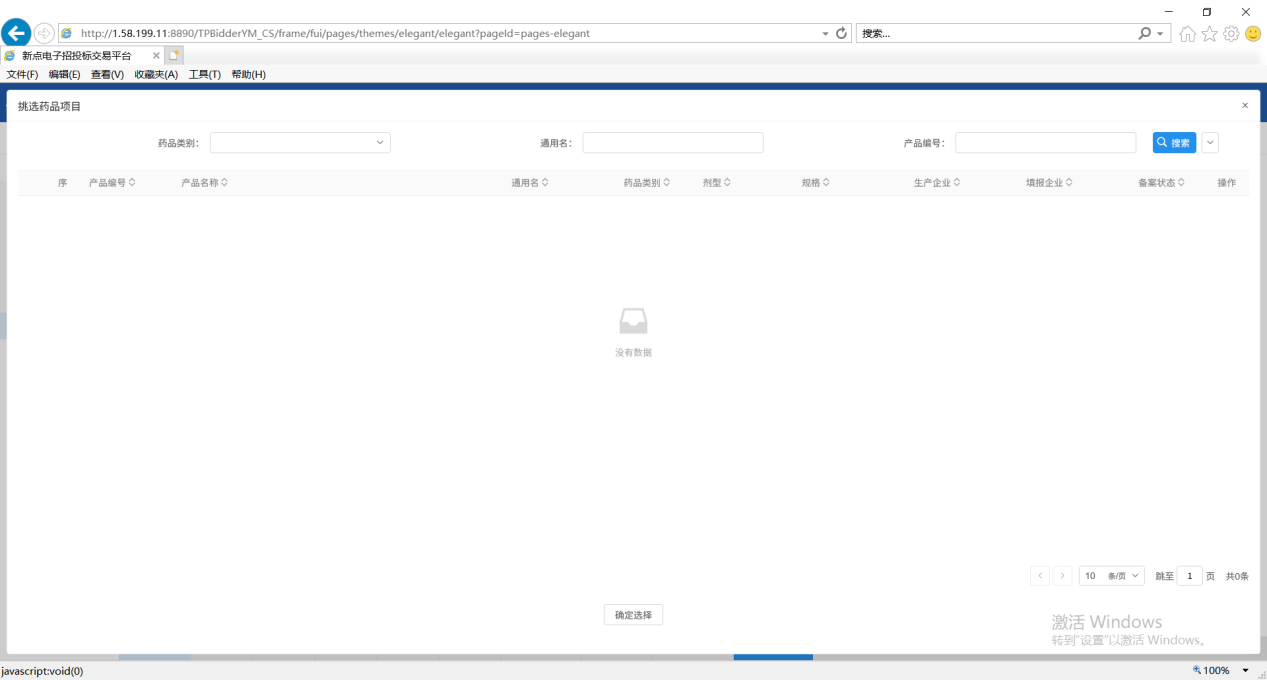 http://1.58.199.11:8890/TPBidderYM_CS/frame/fui/pages/themes/elegant/elegant?pageId=pages-elegant 搜索...
新点电子招投标交易平台
文件(F) 编辑(E) 查看(V) 收藏夹(A) 工具(T) 帮助(H)
挑选药品项目
药品类别: 通用名: 产品编号: 搜索
序 产品编号 产品名称 通用名 药品类别 剂型 规格 生产企业 填报企业 备案状态 操作
没有数据
10 条/页 跳至 1 页 共0条
确定选择
激活 Windows
转到"设置"以激活 Windows。
javascript:void(0) 100%